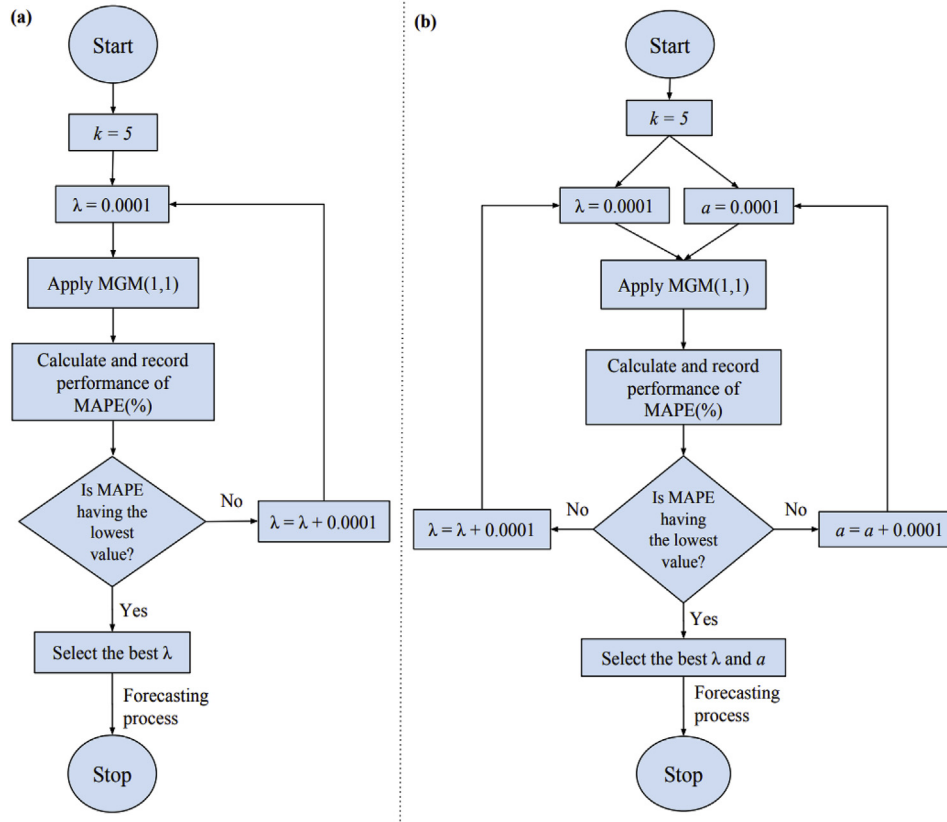 (a)
Start
k = 5
λ = 0.0001
Apply MGM(1,1)
Calculate and record
performance of
MAPE(%)
Is MAPE
having the
lowest
value?
No
λ = λ + 0.0001
Yes
Select the best λ
Forecasting
process
Stop
(b)
Start
k = 5
λ = 0.0001
a = 0.0001
Apply MGM(1,1)
Calculate and record
performance of
MAPE(%)
Is MAPE
having
the lowest
value?
No
λ = λ + 0.0001
No
a = a + 0.0001
Yes
Select the best λ and a
Forecasting
process
Stop